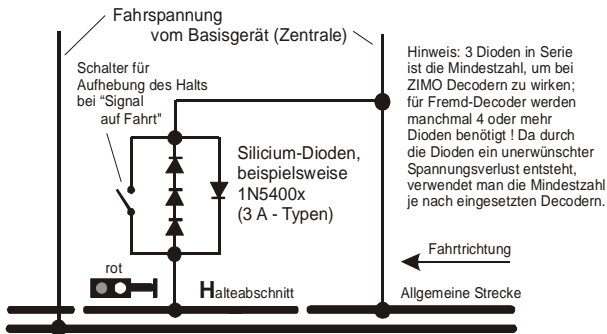 Fahrspannung
vom Basisgerät (Zentrale)
Schalter für
Aufhebung des Halts
bei "Signal
auf Fahrt"
Silicium-Dioden,
beispielsweise
1N5400x
(3 A - Typen)
Hinweis: 3 Dioden in Serie
ist die Mindestzahl, um bei
ZIMO Decodern zu wirken;
für Fremd-Decoder werden
manchmal 4 oder mehr
Dioden benötigt ! Da durch
die Dioden ein unerwünschter
Spannungsverlust entsteht,
verwendet man die Mindestzahl
je nach eingesetzten Decodern.
Fahrtrichtung
rot
Halteabschnitt
Allgemeine Strecke